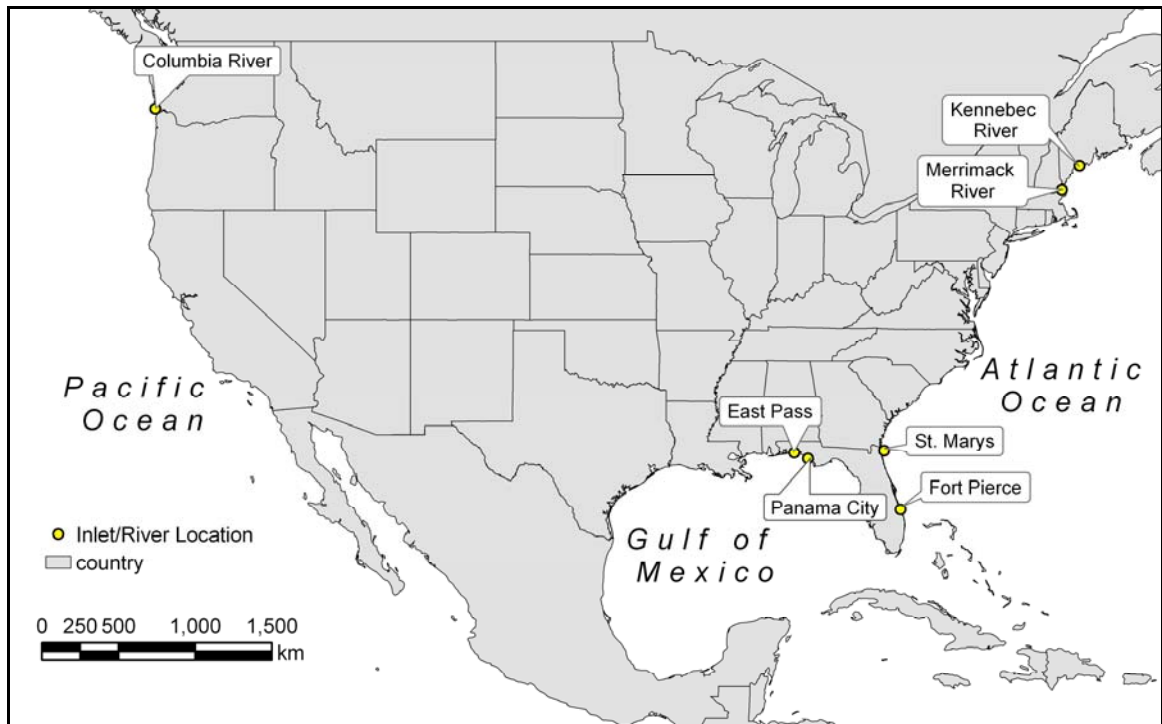 Columbia River
Kennebec
River
Merrimack
River
Pacific
Ocean
Atlantic
Ocean
East Pass
St. Marys
Fort Pierce
Panama City
Gulf of
Mexico
Inlet/River Location
country
0 250 500 1,000 1,500
km